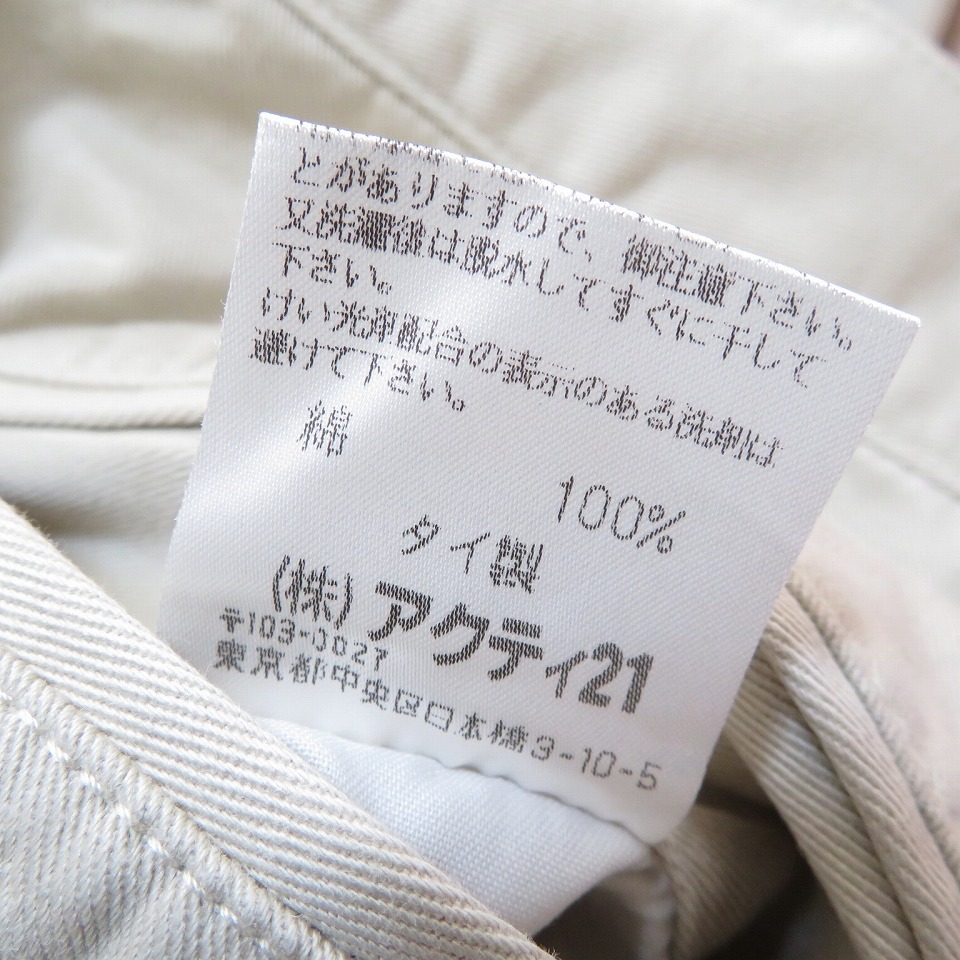 とがありますので、御注意下さい。
又洗濯後は脱水してすぐに干して
下さい。
けい光剤配合の表示のある洗剤は
避けて下さい。
綿
100%
タイ製
(株)アクティ21
〒103-0027
東京都中央区日本橋3-10-5